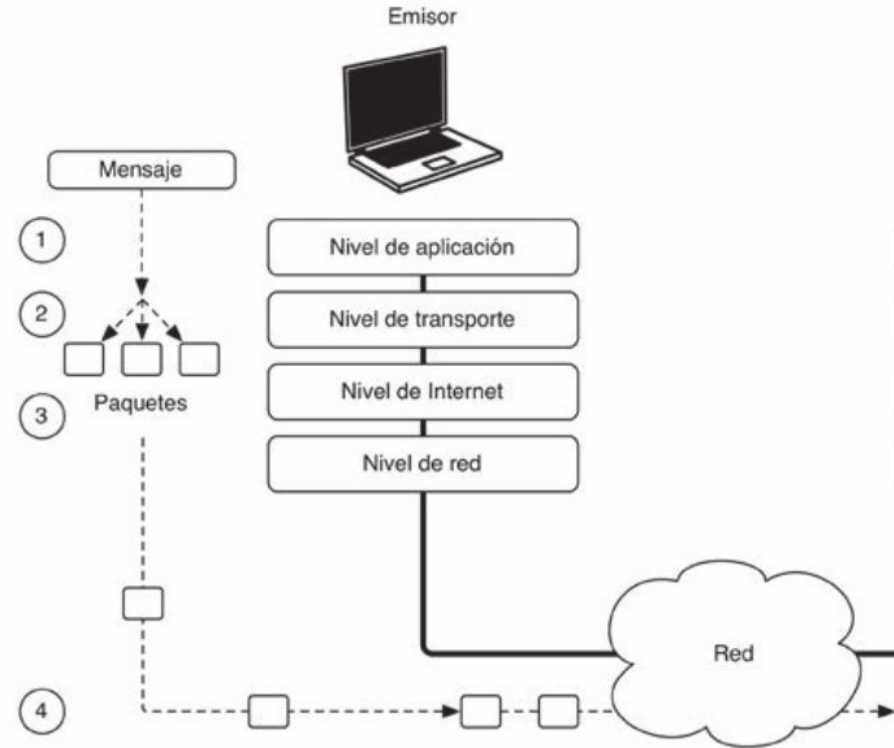 Emisor
Mensaje
1
Nivel de aplicación
2
Nivel de transporte
Nivel de Internet
3
Paquetes
Nivel de red
Red
4